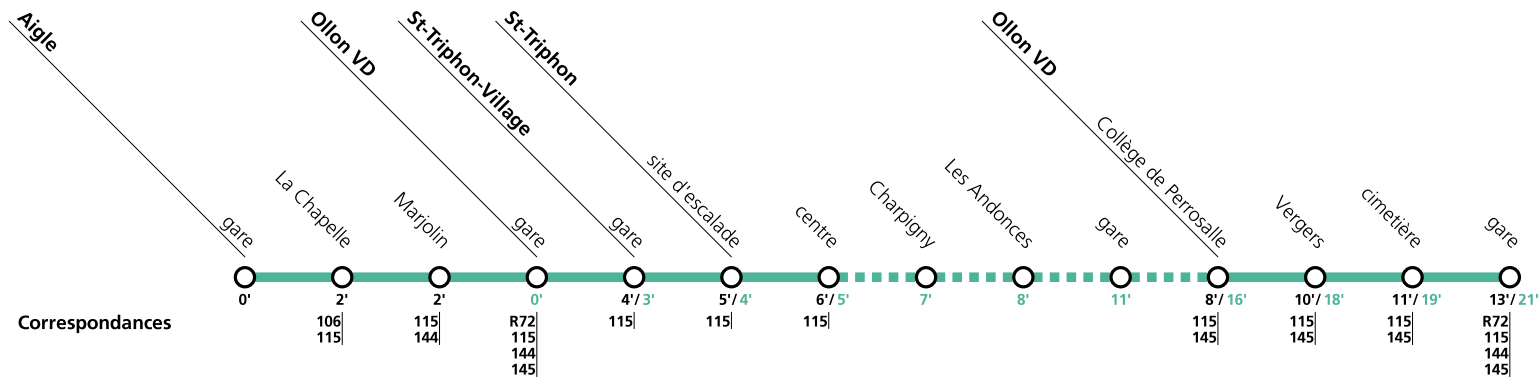 Aigle
Ollon VD
St-Triphon-Village
St-Triphon
Ollon VD
gare
La Chapelle
Marjolin
gare
gare
site d'escalade
centre
Charpigny
Les Andonces
gare
Collège de Perrosalle
Vergers
cimetière
gare
0'
2'
2'
0'
4'/ 3'
5'/ 4'
6'/ 5'
7'
8'
11'
8'/ 16'
10'/ 18'
11'/ 19'
13'/ 21'
Correspondances
106
115
115
144
R72
115
144
145
115
115
115
115
145
115
145
115
145
R72
115
144
145